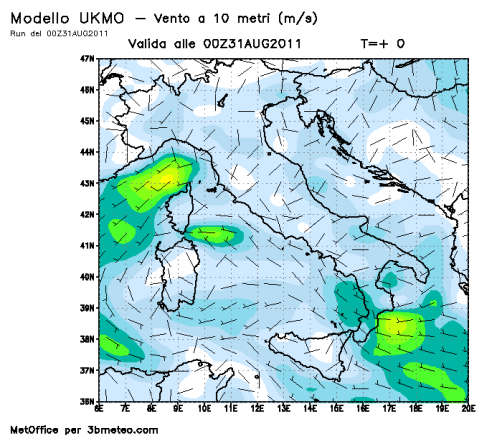 Modello UKMO – Vento a 10 metri (m/s)
Run del 00Z31AUG2011
Valida alle 00Z31AUG2011 T=+ 0
47N
46N
45N
44N
43N
42N
41N
40N
39N
38N
37N
36N
6E 7E 8E 9E 10E 11E 12E 13E 14E 15E 16E 17E 18E 19E 20E
MetOffice per 3bmeteo.com